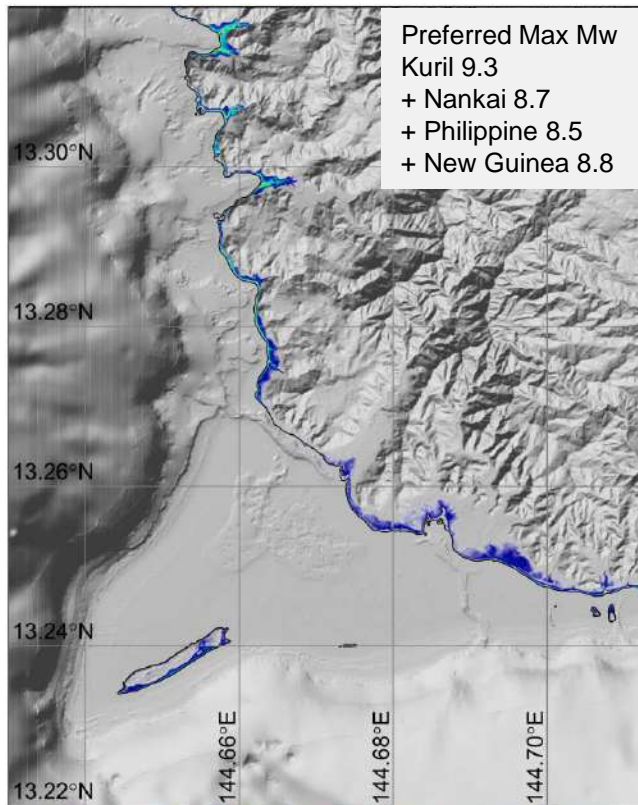 Preferred Max Mw
Kuril 9.3
+ Nankai 8.7
+ Philippine 8.5
+ New Guinea 8.8
13.30°N
13.28°N
13.26°N
13.24°N
13.22°N
144.66°E
144.68°E
144.70°E